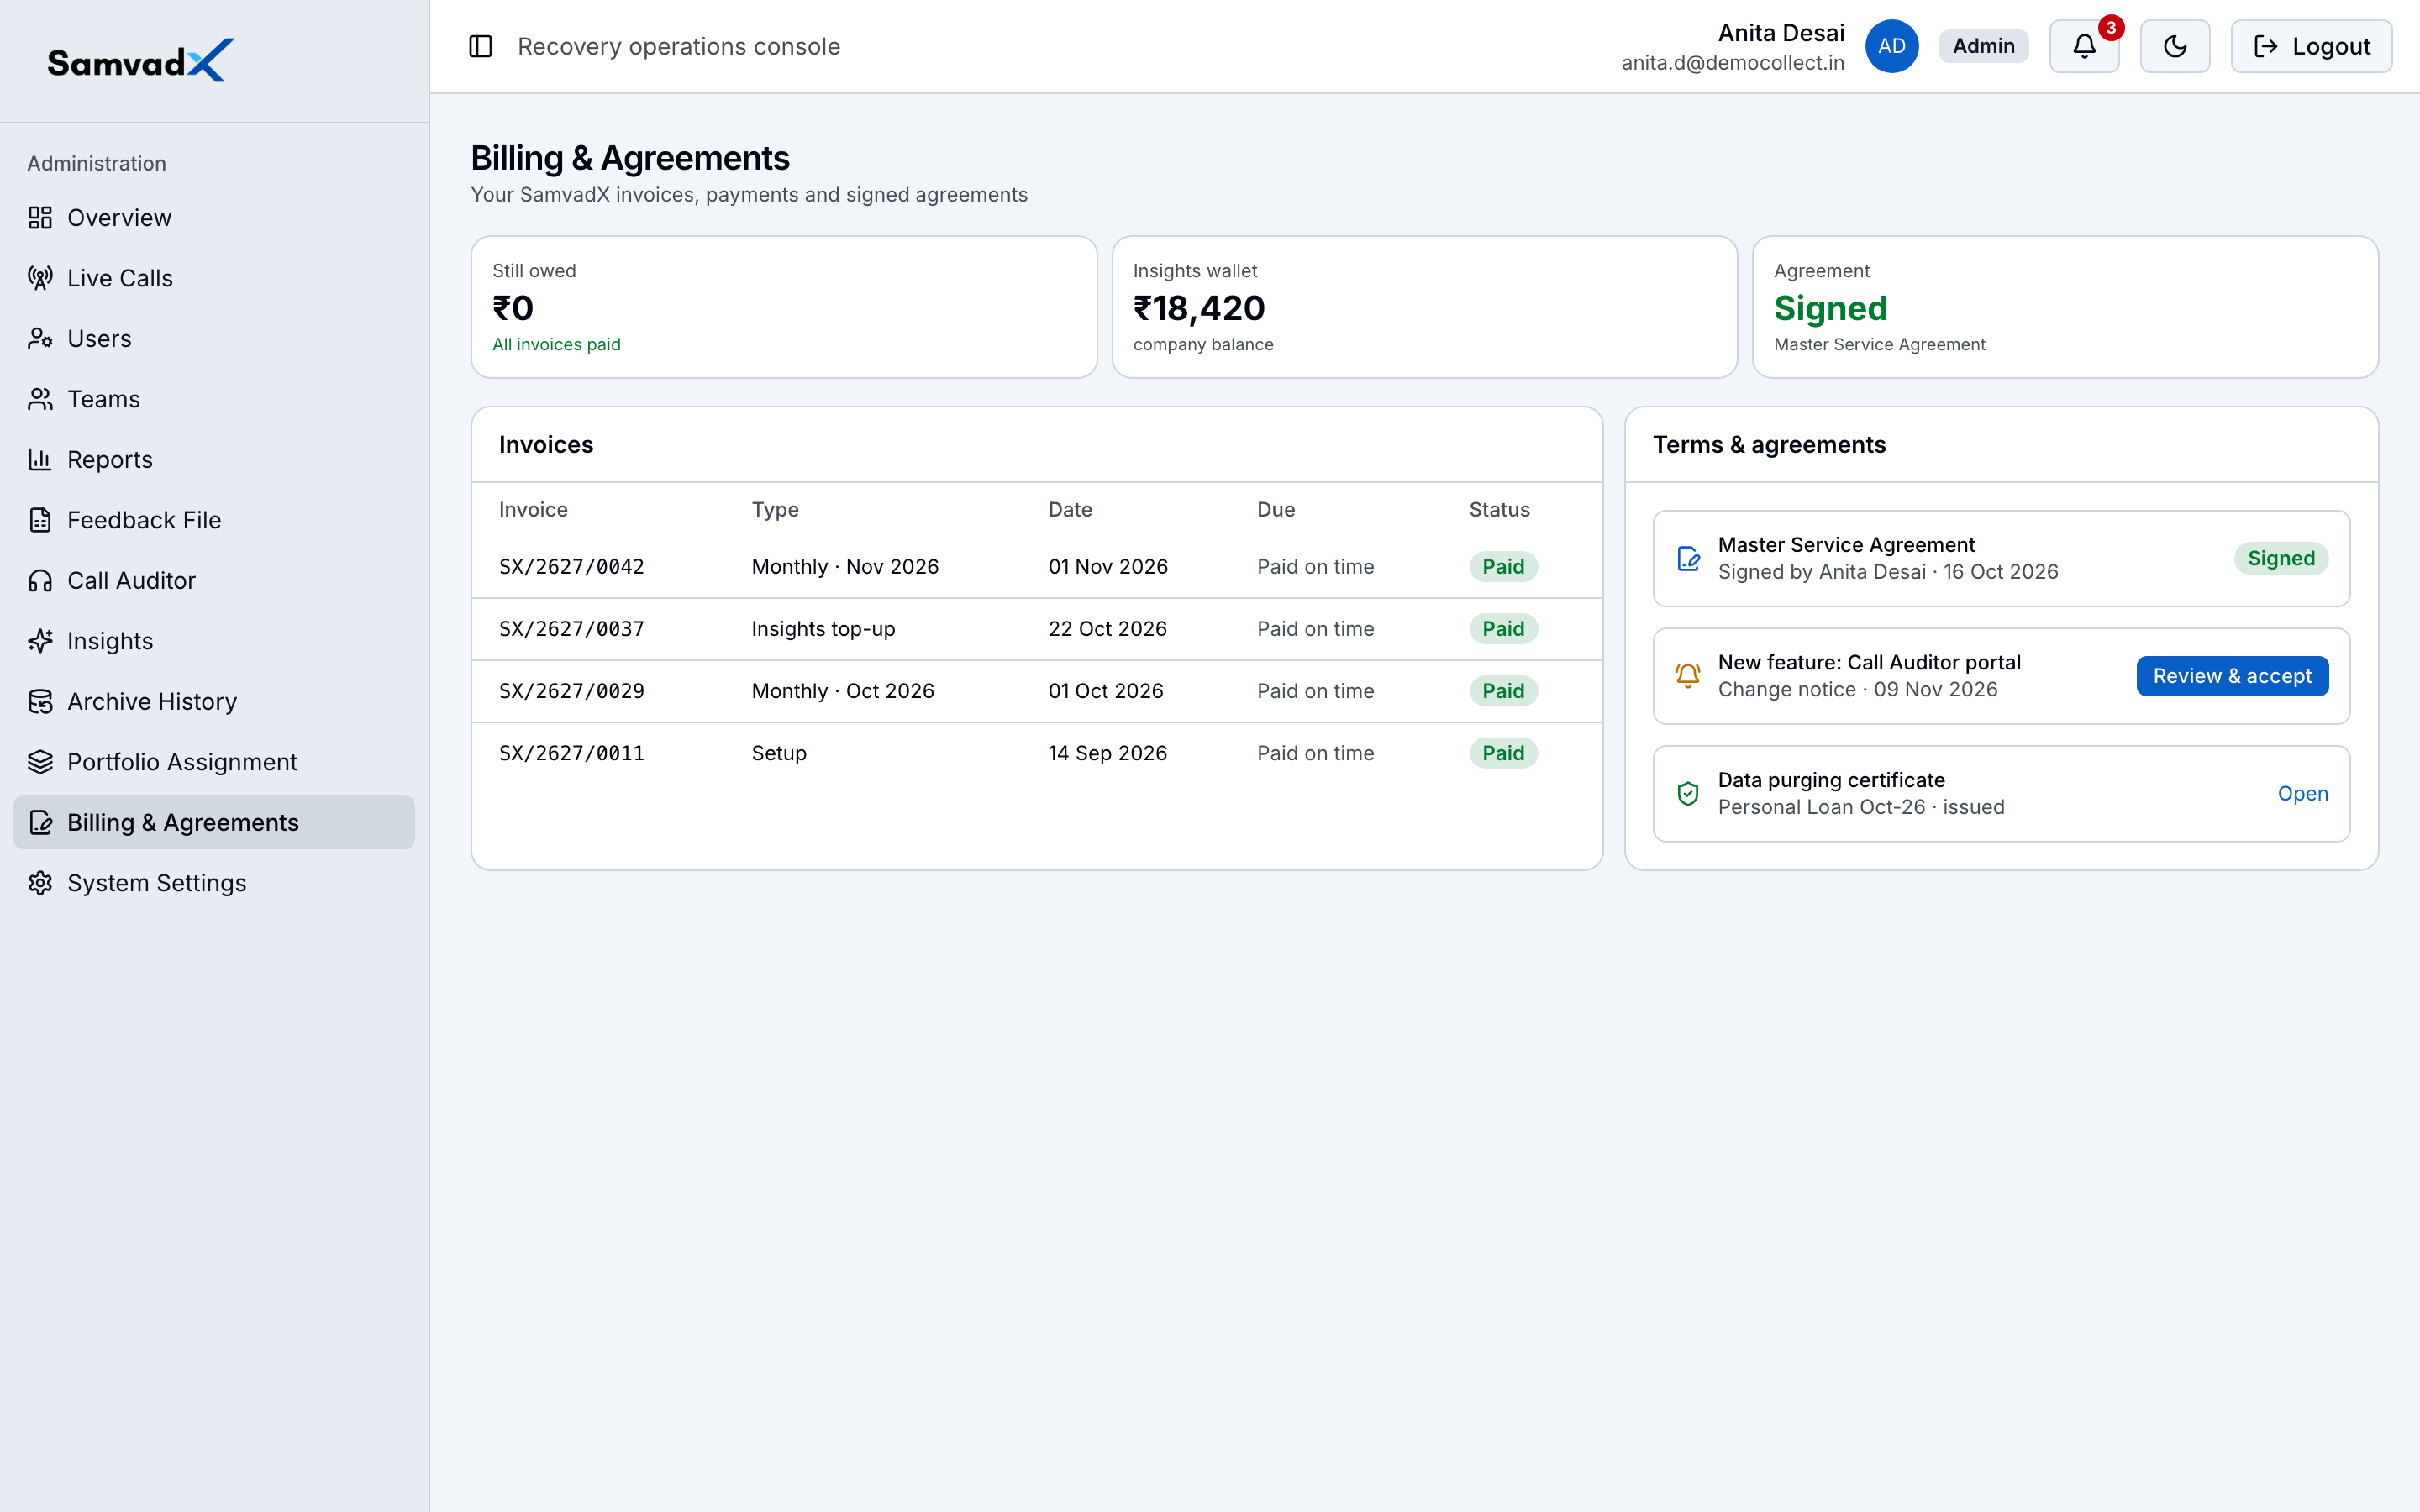 SamvadX
Recovery operations console
Anita Desai
anita.d@democollect.in
AD
Admin
3
Logout
Administration
Overview
Live Calls
Users
Teams
Reports
Feedback File
Call Auditor
Insights
Archive History
Portfolio Assignment
Billing & Agreements
System Settings
Billing & Agreements
Your SamvadX invoices, payments and signed agreements
Still owed
₹0
All invoices paid
Insights wallet
₹18,420
company balance
Agreement
Signed
Master Service Agreement
Invoices
Invoice Type Date Due Status
SX/2627/0042 Monthly · Nov 2026 01 Nov 2026 Paid on time Paid
SX/2627/0037 Insights top-up 22 Oct 2026 Paid on time Paid
SX/2627/0029 Monthly · Oct 2026 01 Oct 2026 Paid on time Paid
SX/2627/0011 Setup 14 Sep 2026 Paid on time Paid
Terms & agreements
Master Service Agreement
Signed by Anita Desai · 16 Oct 2026
Signed
New feature: Call Auditor portal
Change notice · 09 Nov 2026
Review & accept
Data purging certificate
Personal Loan Oct-26 · issued
Open